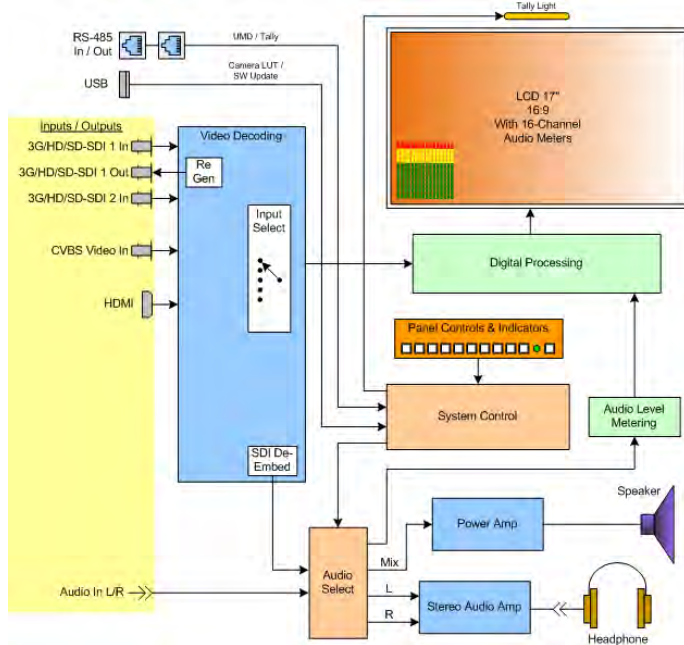 Tally Light
RS-485
In / Out
UMD / Tally
USB
Camera LUT /
SW Update
LCD 17"
16:9
With 16-Channel
Audio Meters
Inputs / Outputs
3G/HD/SD-SDI 1 In
3G/HD/SD-SDI 1 Out
3G/HD/SD-SDI 2 In
CVBS Video In
HDMI
Video Decoding
Re
Gen
Input
Select
Digital Processing
Panel Controls & Indicators
System Control
Audio Level
Metering
SDI De-
Embed
Speaker
Power Amp
Mix
Audio
Select
L
R
Stereo Audio Amp
Audio In L/R
Headphone